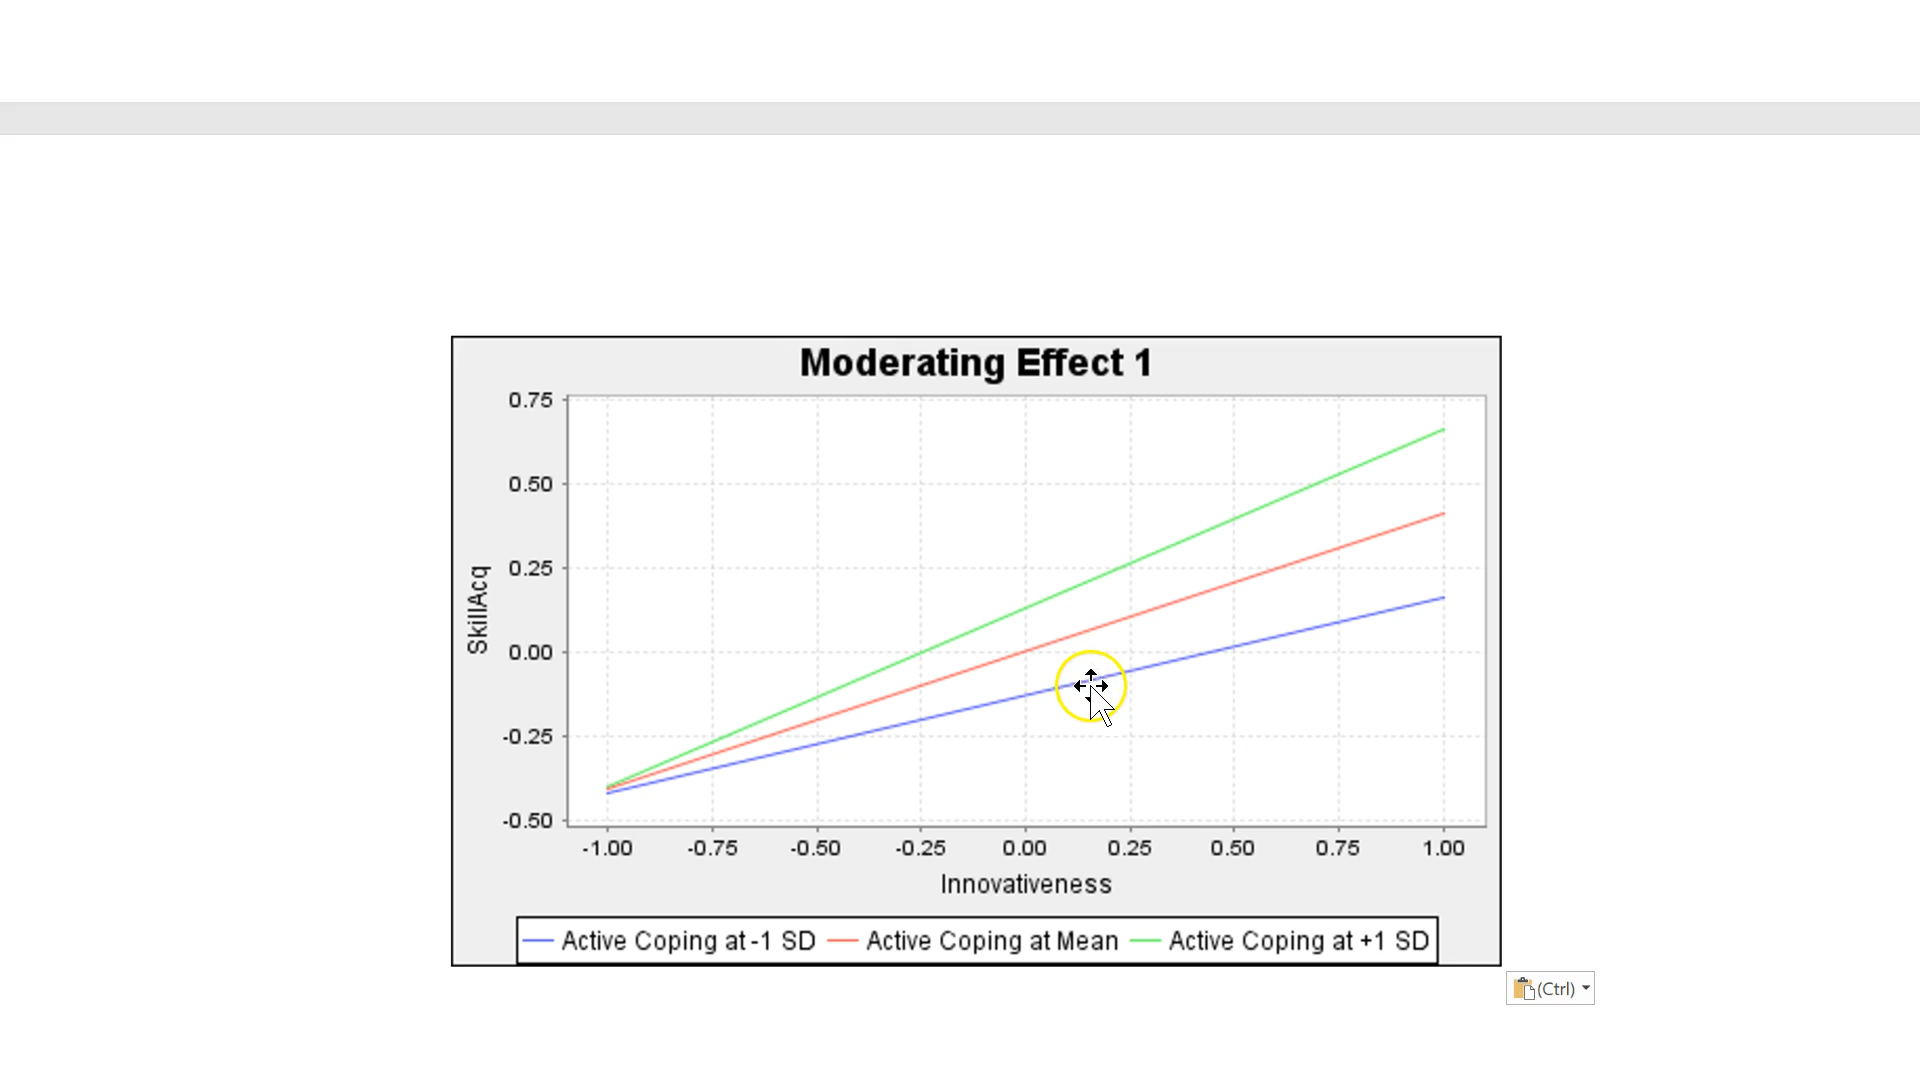 Moderating Effect 1
0.75
0.50
0.25
0.00
-0.25
-0.50
SkillAcq
-1.00 -0.75 -0.50 -0.25 0.00 0.25 0.50 0.75 1.00
Innovativeness
Active Coping at -1 SD Active Coping at Mean Active Coping at +1 SD
(Ctrl)